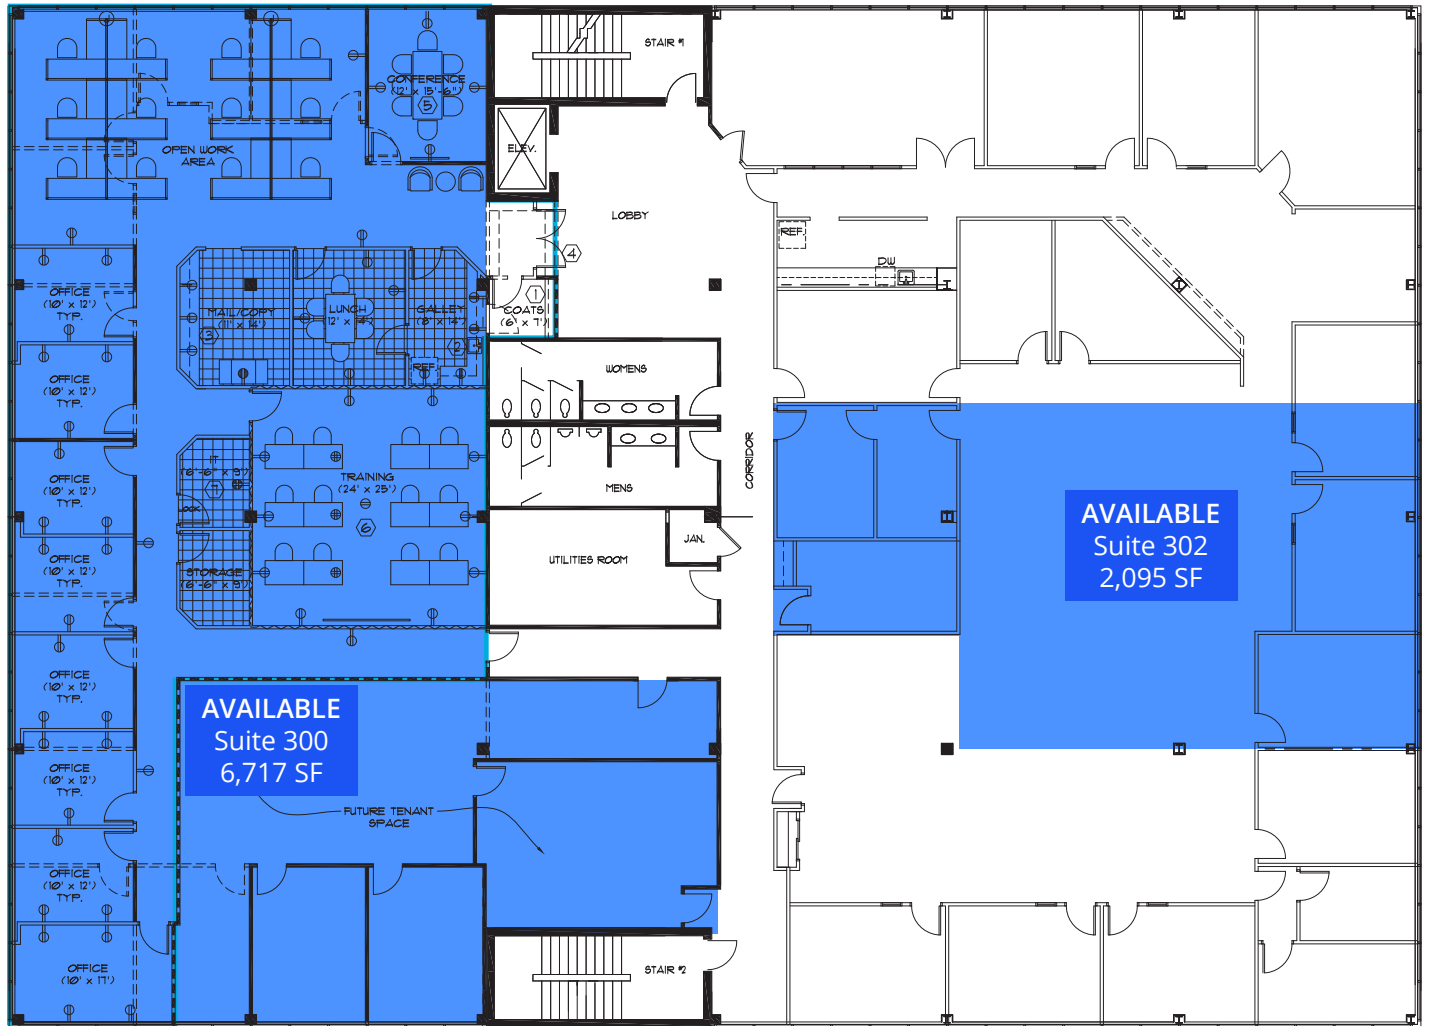 STAIR #1
CONFERENCE
(12' x 15'-6")
5
ELEV.
OPEN WORK
AREA
LOBBY
REF.
4
DW
OFFICE
(10' x 12')
TYP.
1
COATS
(6' x 7')
MAIL/COPY
(11' x 14')
3
LUNCH
12' x 14'
GALLEY
(8' x 14')
2
REF.
WOMENS
OFFICE
(10' x 12')
TYP.
CORRIDOR
IT
(6'-6" x 9')
7
TRAINING
(24' x 25')
6
MENS
OFFICE
(10' x 12')
TYP.
AVAILABLE
Suite 302
2,095 SF
JAN.
UTILITIES ROOM
OFFICE
(10' x 12')
TYP.
STORAGE
(6'-6" x 9')
OFFICE
(10' x 12')
TYP.
AVAILABLE
Suite 300
6,717 SF
OFFICE
(10' x 12')
TYP.
FUTURE TENANT
SPACE
OFFICE
(10' x 12')
TYP.
OFFICE
(10' x 17')
STAIR #2